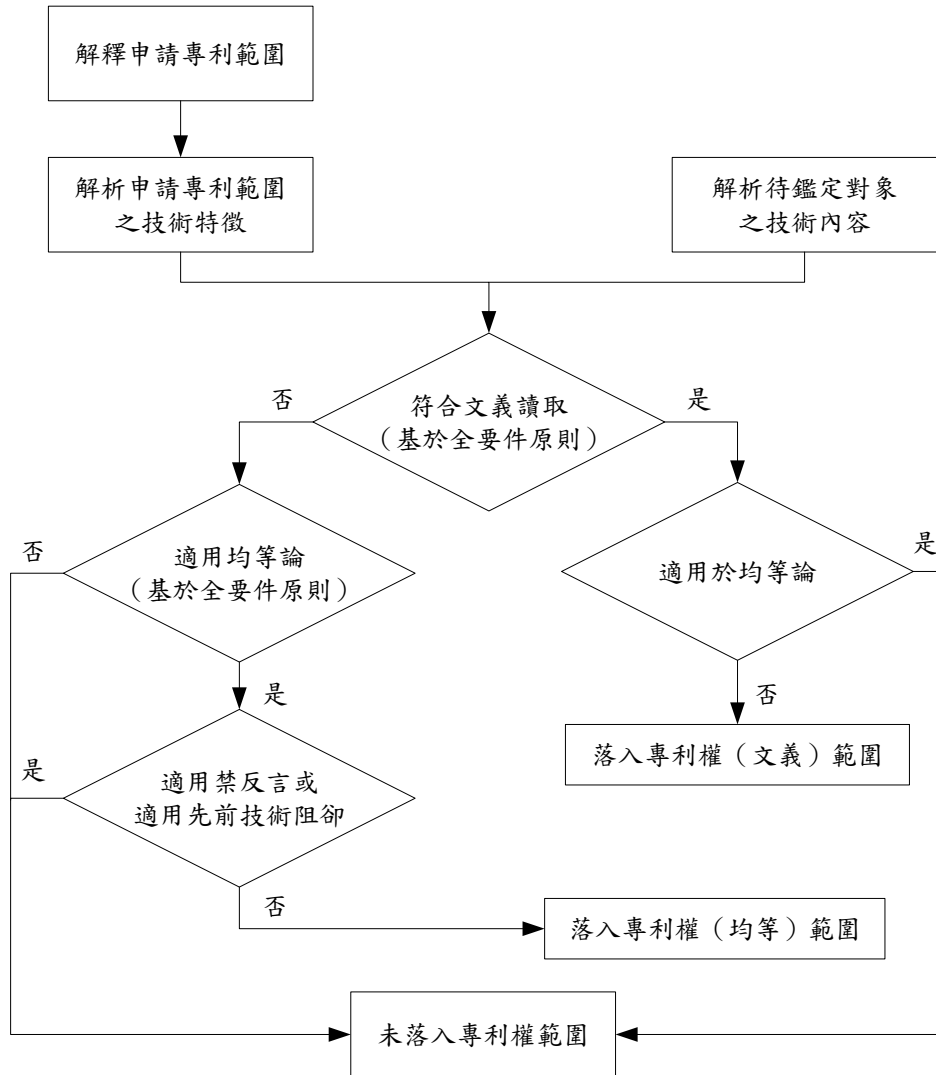 解釋申請專利範圍
解析申請專利範圍
之技術特徵
解析待鑑定對象
之技術內容
否
符合文義讀取
（基於全要件原則）
是
否
適用均等論
（基於全要件原則）
適用於均等論
是
是
否
落入專利權（文義）範圍
是
適用禁反言或
適用先前技術阻卻
否
落入專利權（均等）範圍
未落入專利權範圍